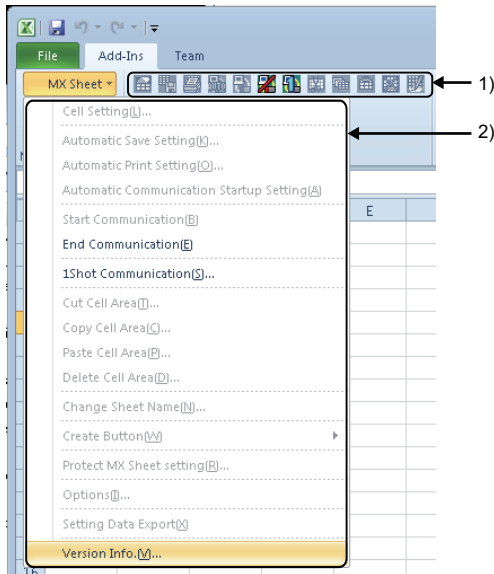 File Add-Ins Team
MX Sheet
1)
Cell Setting(L)...
2)
Automatic Save Setting(K)...
Automatic Print Setting(O)...
Automatic Communication Startup Setting(A)
Start Communication(B)
E
End Communication(E)
1Shot Communication(S)...
Cut Cell Area(T)...
Copy Cell Area(C)...
Paste Cell Area(P)...
Delete Cell Area(D)...
Change Sheet Name(N)...
Create Button(W)
Protect MX Sheet setting(R)...
Options(I)...
Setting Data Export(X)
Version Info.(V)...
16